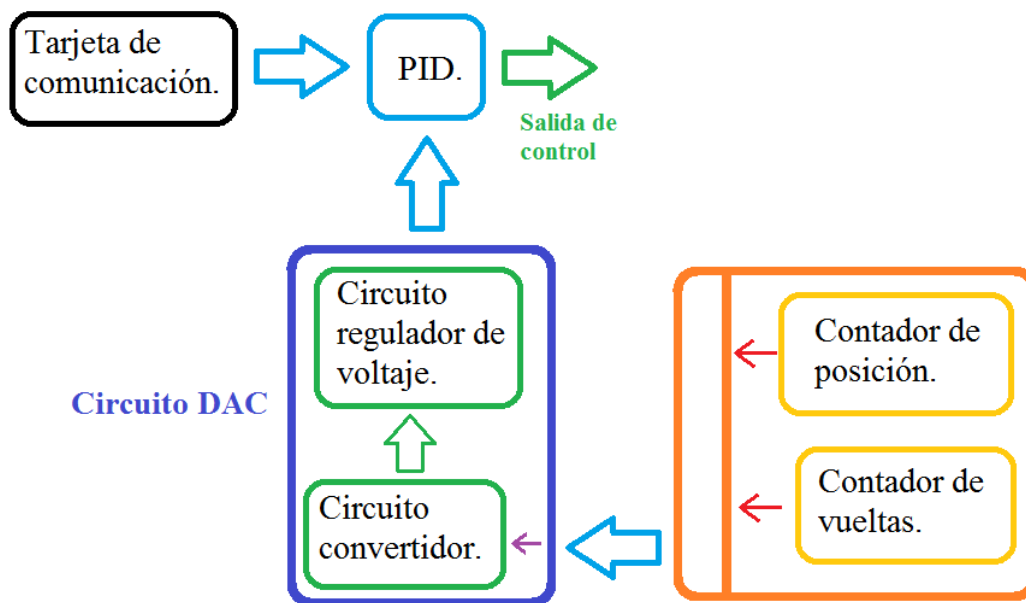 Tarjeta de
comunicación.
PID.
Salida de
control
Circuito
regulador de
voltaje.
Circuito DAC
Circuito
convertidor.
Contador de
posición.
Contador de
vueltas.